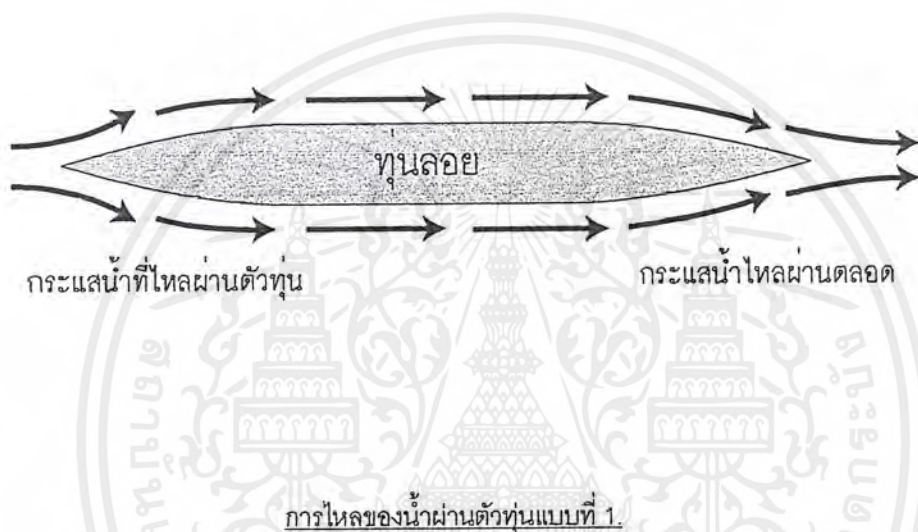 ทุ่นลอย
กระแสน้ำที่ไหลผ่านตัวทุ่น
กระแสน้ำไหลผ่านตลอด
การไหลของน้ำผ่านตัวทุ่นแบบที่ 1.